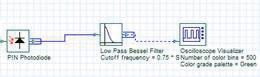 PIN Photodiode
Low Pass Bessel Filter
Cutoff frequency = 0.75 * S
Oscilloscope Visualizer
Number of color bins = 500
Color grade palette = Green